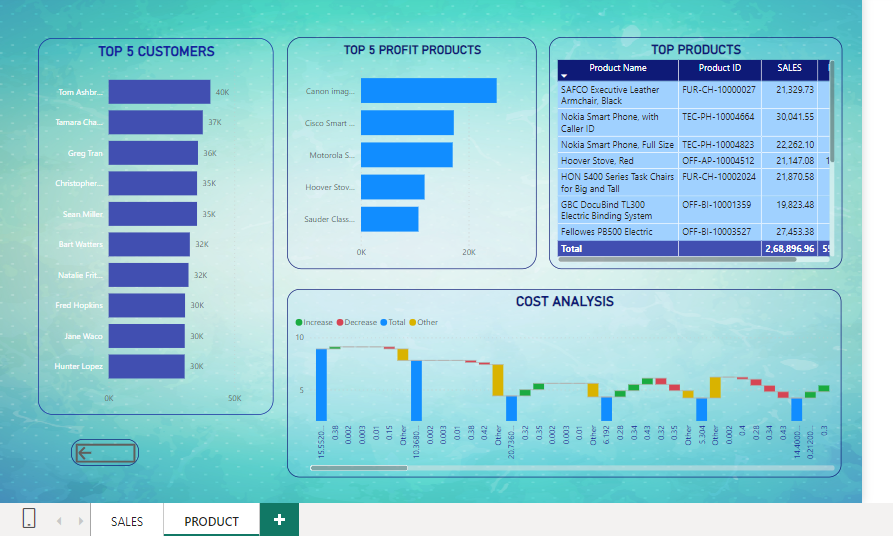 TOP 5 CUSTOMERS
Tom Ashbr... 40K
Tamara Cha... 37K
Greg Tran 36K
Christopher... 35K
Sean Miller 35K
Bart Watters 32K
Natalie Frit... 32K
Fred Hopkins 30K
Jane Waco 30K
Hunter Lopez 30K
0K 50K
TOP 5 PROFIT PRODUCTS
Canon imag...
Cisco Smart ...
Motorola S...
Hoover Stov...
Sauder Class...
0K 20K
TOP PRODUCTS
Product Name Product ID SALES
SAFCO Executive Leather FUR-CH-10000027 21,329.73
Armchair, Black
Nokia Smart Phone, with TEC-PH-10004664 30,041.55
Caller ID
Nokia Smart Phone, Full Size TEC-PH-10004823 22,262.10
Hoover Stove, Red OFF-AP-10004512 21,147.08 1
HON 5400 Series Task Chairs FUR-CH-10002024 21,870.58
for Big and Tall
GBC DocuBind TL300 OFF-BI-10001359 19,823.48
Electric Binding System
Fellowes PB500 Electric OFF-BI-10003527 27,453.38
Total 2,68,896.96 55
COST ANALYSIS
Increase Decrease Total Other
10
5
15.5520... 0.38 0.002 0.003 0.01 0.15 Other 10.3680... 0.002 0.003 0.01 0.38 0.42 Other 20.7360... 0.32 0.35 0.002 0.003 0.01 Other 6.192 0.28 0.34 0.43 0.32 0.35 Other 5.304 Other 0.002 0.4 0.28 0.34 0.43 14.4000... 0.21200... 0.3
SALES PRODUCT +